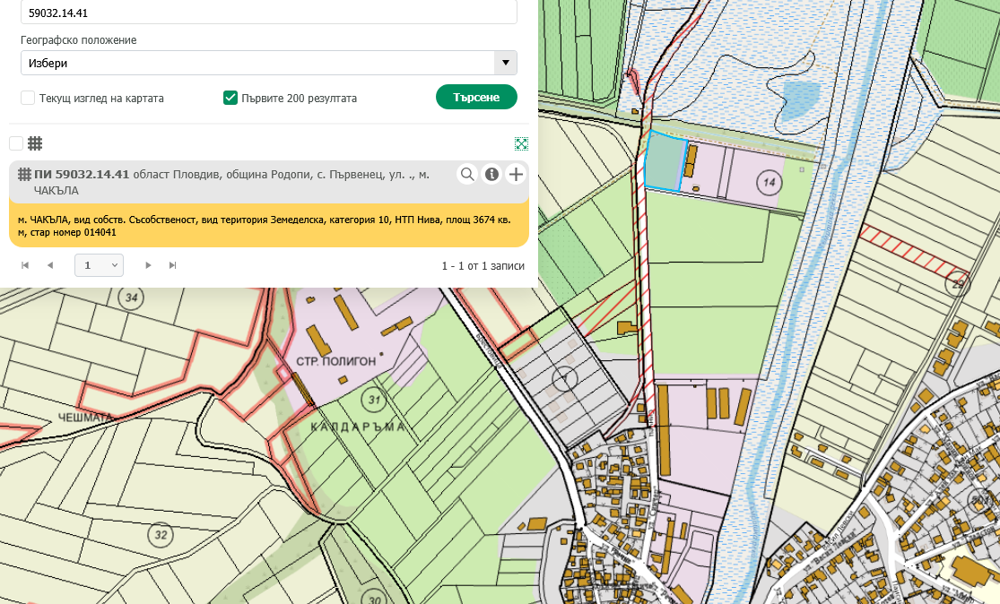 59032.14.41
Географско положение
Избери
Текущ изглед на картата
Първите 200 резултата
Търсене
ПИ 59032.14.41 област Пловдив, община Родопи, с. Първенец, ул. ., м.
ЧАКЪЛА
м. ЧАКЪЛА, вид собств. Съсобственост, вид територия Земеделска, категория 10, НТП Нива, площ 3674 кв.
м, стар номер 014041
1
1 - 1 от 1 записи
14
34
СТР. ПОЛИГОН
31
ЧЕШМАТА
КАЛДАРЪМА
32
30